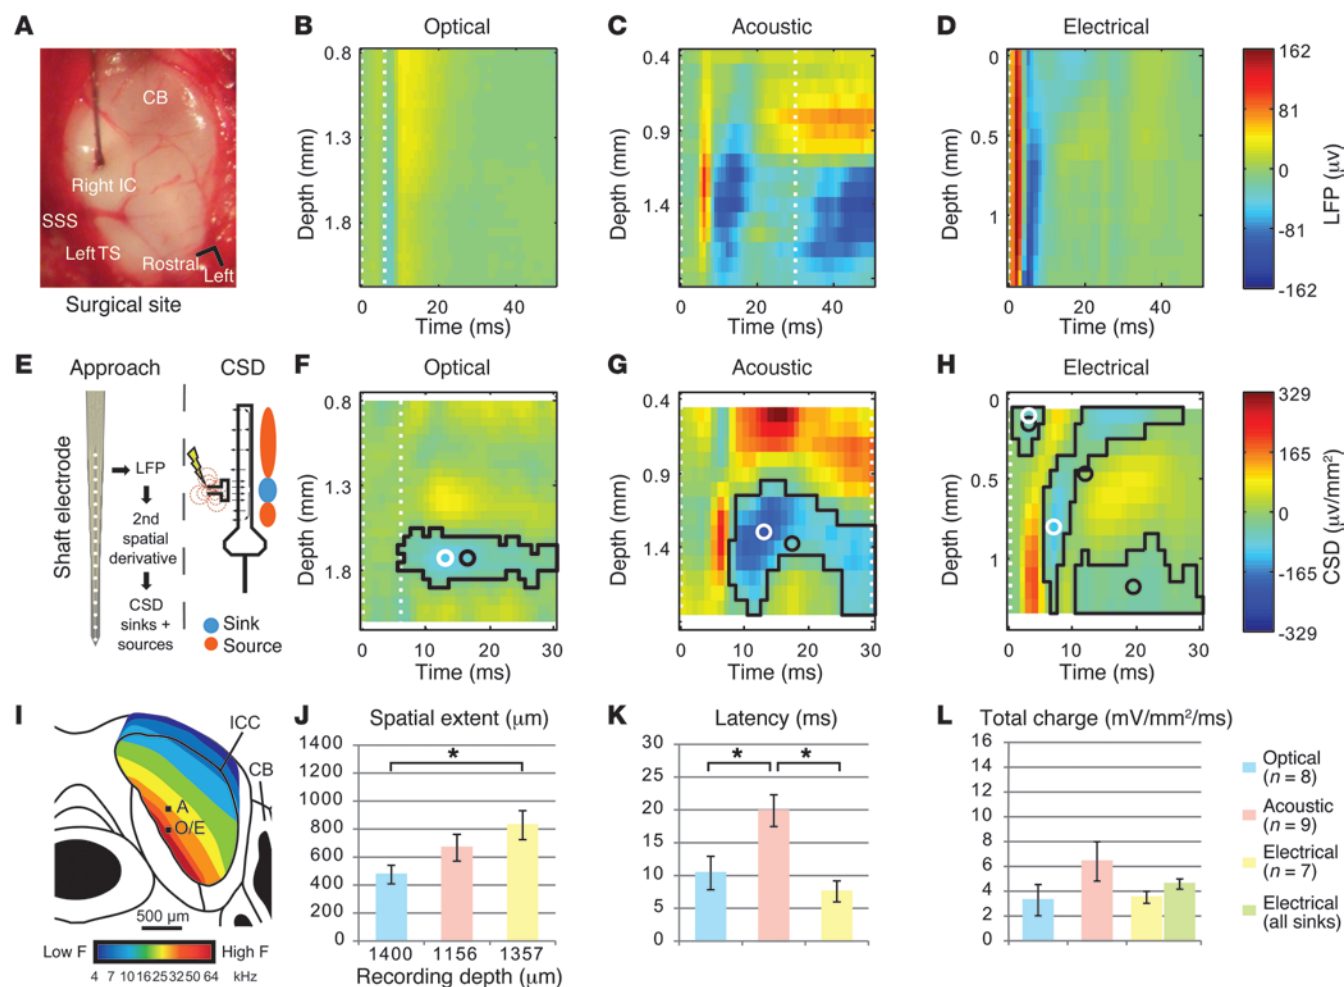 A
CB
Right IC
SSS
Left TS
Rostral
Left
Surgical site
B
Optical
0.8
1.3
1.8
Depth (mm)
0 20 40
Time (ms)
C
Acoustic
0.4
0.9
1.4
Depth (mm)
0 20 40
Time (ms)
D
Electrical
0
0.5
1
Depth (mm)
0 20 40
Time (ms)
162
81
0
-81
-162
LFP (μv)
E
Approach
CSD
Shaft electrode
LFP
2nd
spatial
derivative
CSD
sinks +
sources
Sink
Source
F
Optical
0.8
1.3
1.8
Depth (mm)
0 10 20 30
Time (ms)
G
Acoustic
0.4
0.9
1.4
Depth (mm)
0 10 20 30
Time (ms)
H
Electrical
0
0.5
1
Depth (mm)
0 10 20 30
Time (ms)
329
165
0
-165
-329
CSD (μv/mm²)
I
ICC
CB
A
O/E
500 μm
Low F High F
4 7 10 16 25 32 50 64 kHz
J
Spatial extent (μm)
1400
1200
1000
800
600
400
200
0
*
1400 1156 1357
Recording depth (μm)
K
Latency (ms)
30
25
20
15
10
5
0
* *
L
Total charge (mV/mm²/ms)
16
14
12
10
8
6
4
2
0
Optical
(n = 8)
Acoustic
(n = 9)
Electrical
(n = 7)
Electrical
(all sinks)